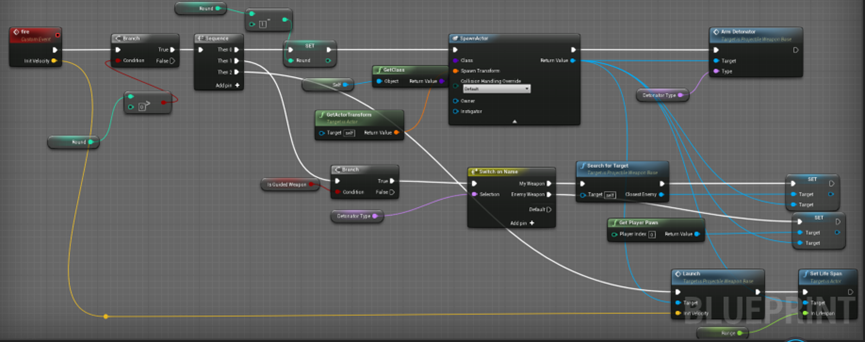 Round
1
fire
Custom Event
Init Velocity
Branch
Condition
True
False
Sequence
Then 0
Then 1
Then 2
Add pin +
SET
Round
SpawnActor
Class
Return Value
Spawn Transform
Collision Handling Override
Default
Owner
Instigator
Arm Detonator
Target is Projectile Weapon Base
Target
Type
GetClass
Object
Return Value
Self
Detonator Type
>
0
Round
GetActorTransform
Target is Actor
Target self
Return Value
Branch
True
Is Guided Weapon
Condition
False
Detonator Type
Switch on Name
My Weapon
Selection
Enemy Weapon
Default
Add pin +
Search for Target
Target is Projectile Weapon Base
Target self
Closest Enemy
SET
Target
Target
SET
Target
Target
Get Player Pawn
Player Index 0
Return Value
Launch
Target is Projectile Weapon Base
Target
Init Velocity
Set Life Span
Target is Actor
Target
In Lifespan
Range
BLUEPRINT